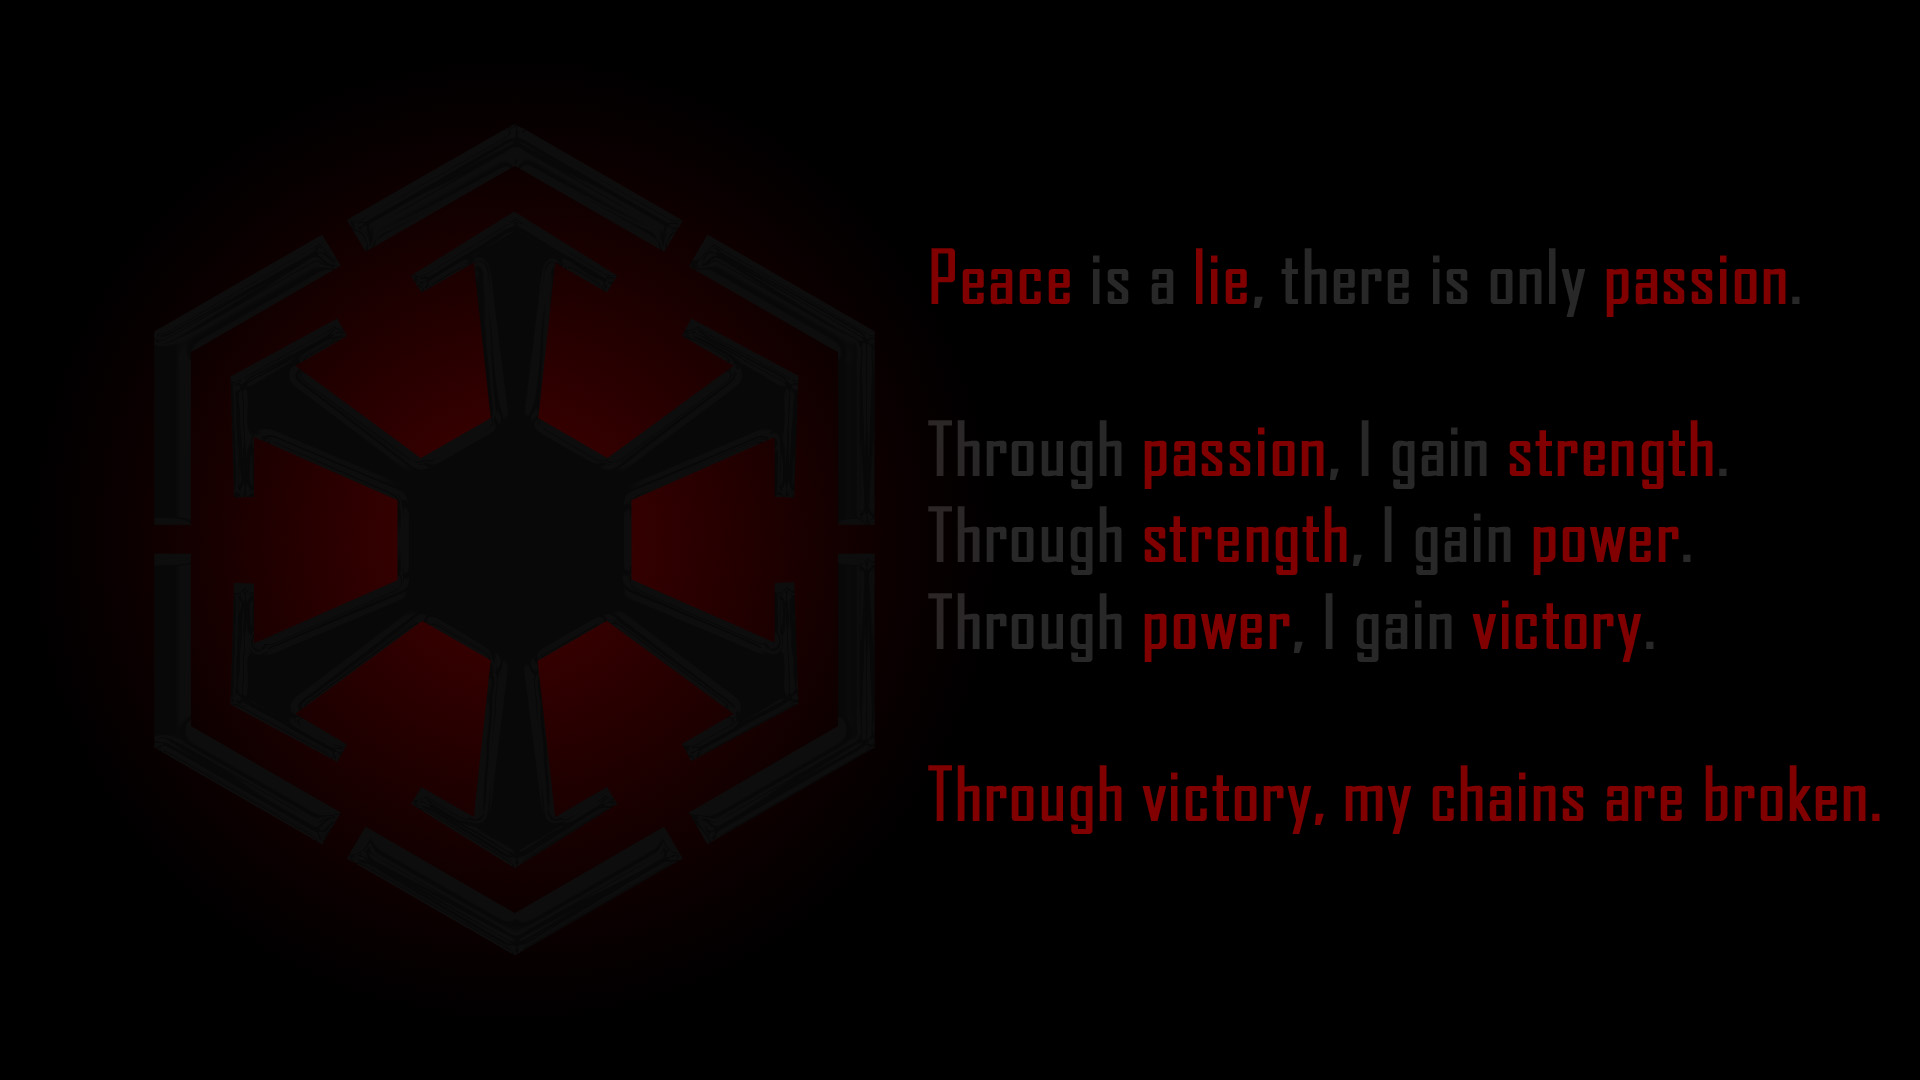 Peace is a lie, there is only passion.
Through passion, I gain strength.
Through strength, I gain power.
Through power, I gain victory.
Through victory, my chains are broken.